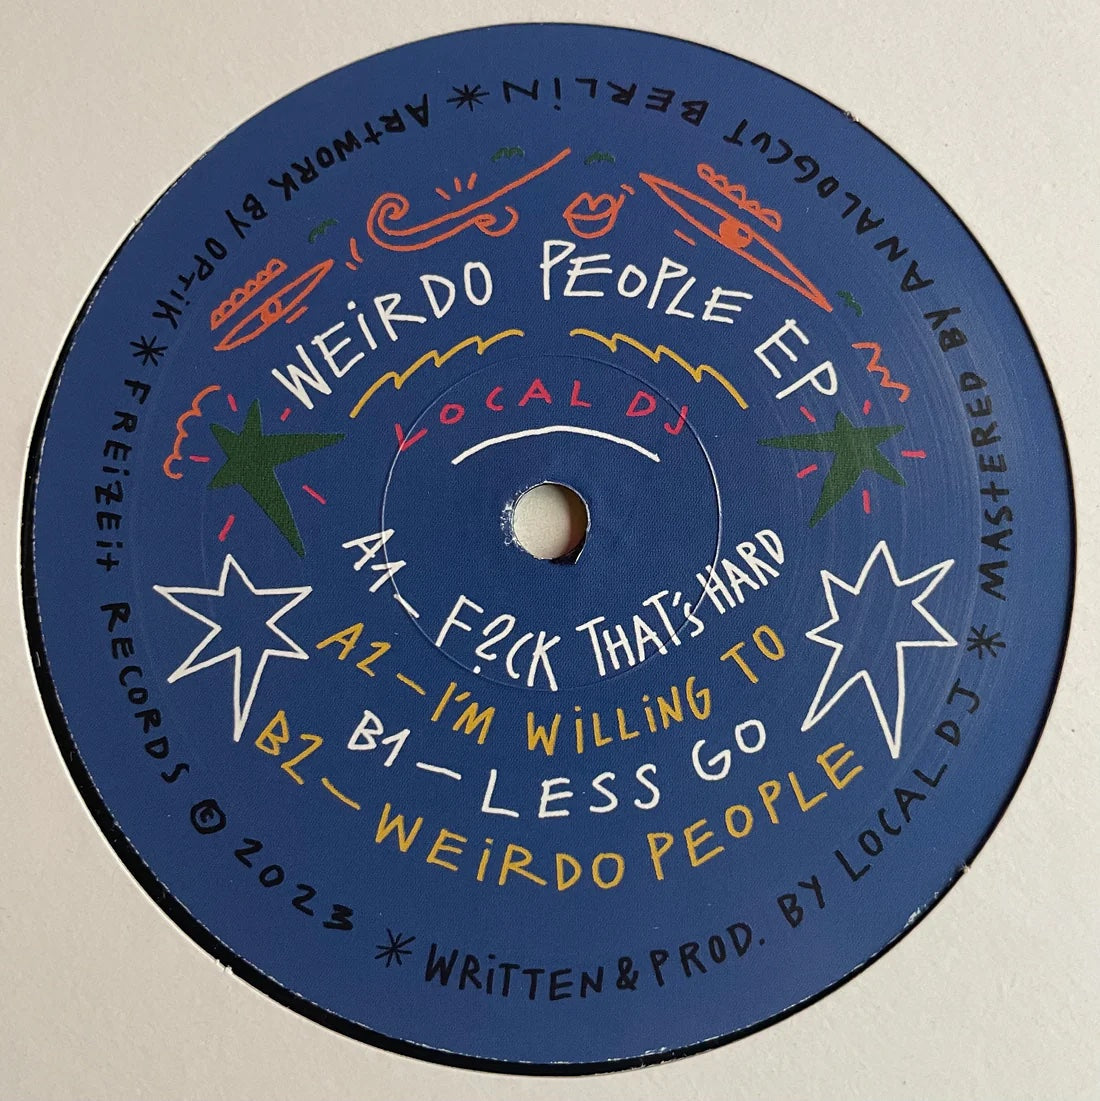 WEiRDO PEOPLE EP
LOCAL DJ
A1 – F?CK THAT'S HARD
A2 – I'M WiLLiNG TO
B1 – LESS GO
B2 – WEiRDO PEOPLE
* WRiTTEN & PROD. BY LOCAL DJ * MASTERED BY ANALOGCUT BERLiN * ARTWORK BY OPTiK * FREiZEiT RECORDS © 2023